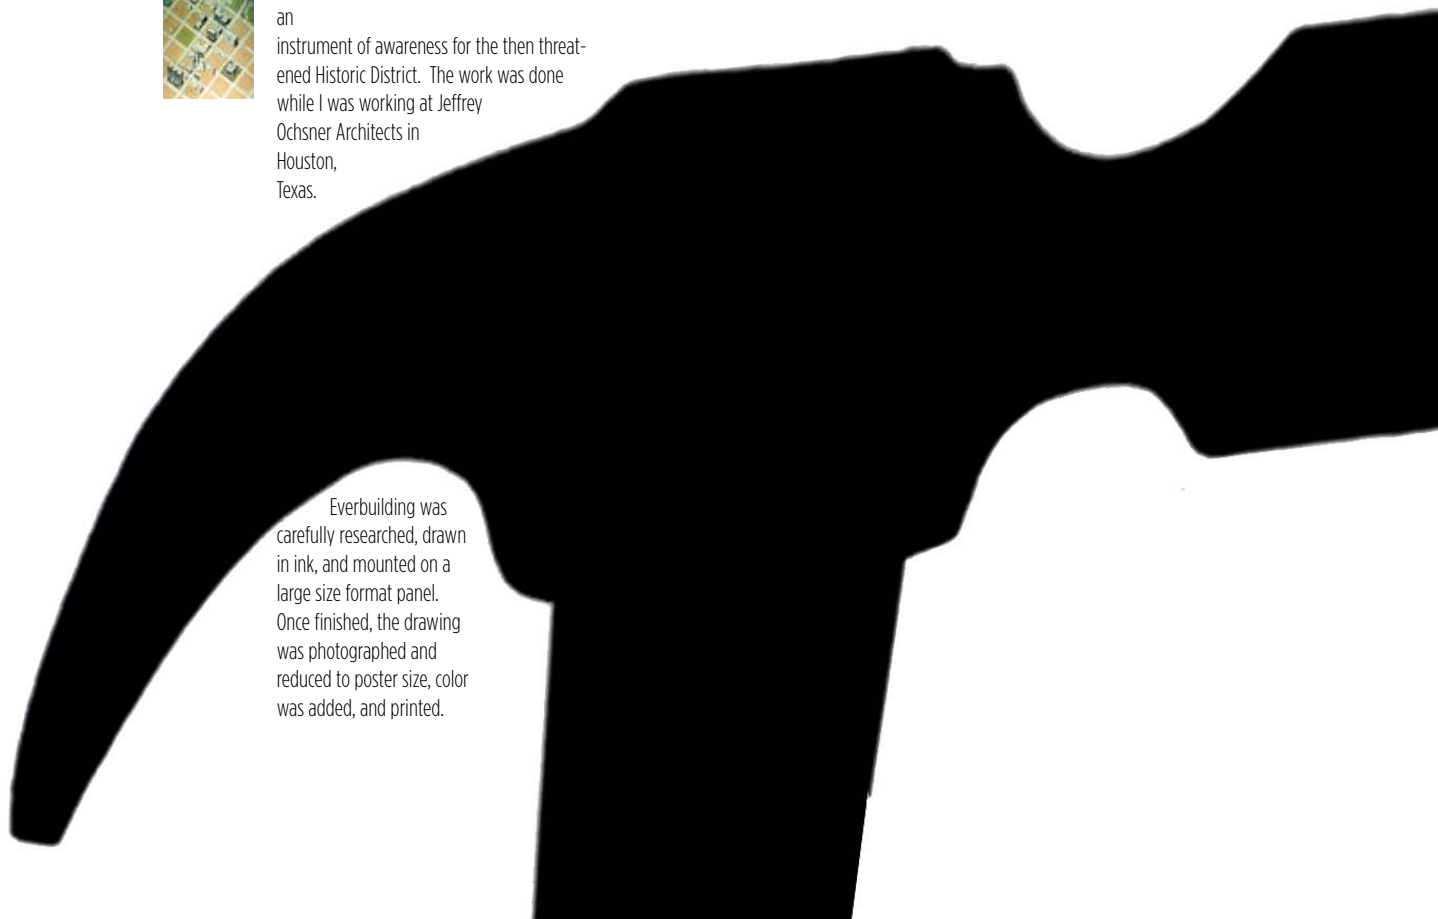 an
instrument of awareness for the then threat-
ened Historic District.  The work was done
while I was working at Jeffrey
Ochsner Architects in
Houston,
Texas.
Everbuilding was
carefully researched, drawn
in ink, and mounted on a
large size format panel.
Once finished, the drawing
was photographed and
reduced to poster size, color
was added, and printed.